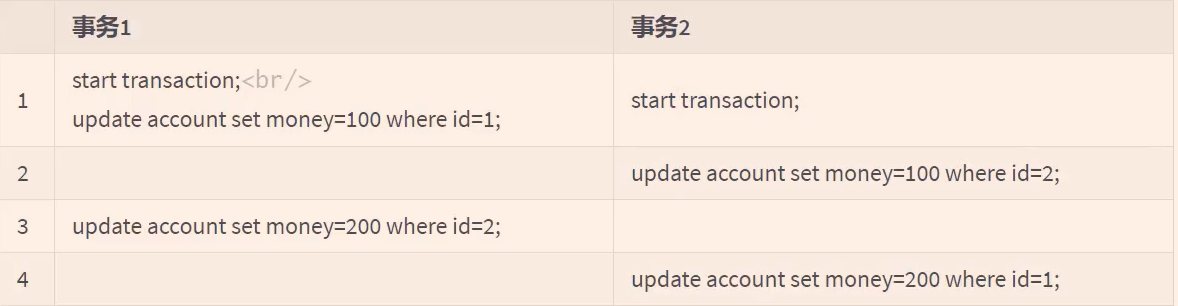 事务1 事务2
start transaction;<br/>
1 start transaction;
update account set money=100 where id=1;
2 update account set money=100 where id=2;
3 update account set money=200 where id=2;
4 update account set money=200 where id=1;